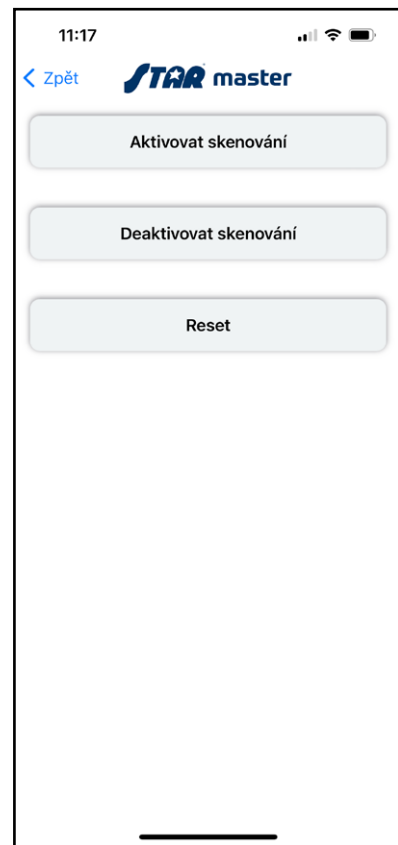 11:17
Zpět
STAR master
Aktivovat skenování
Deaktivovat skenování
Reset